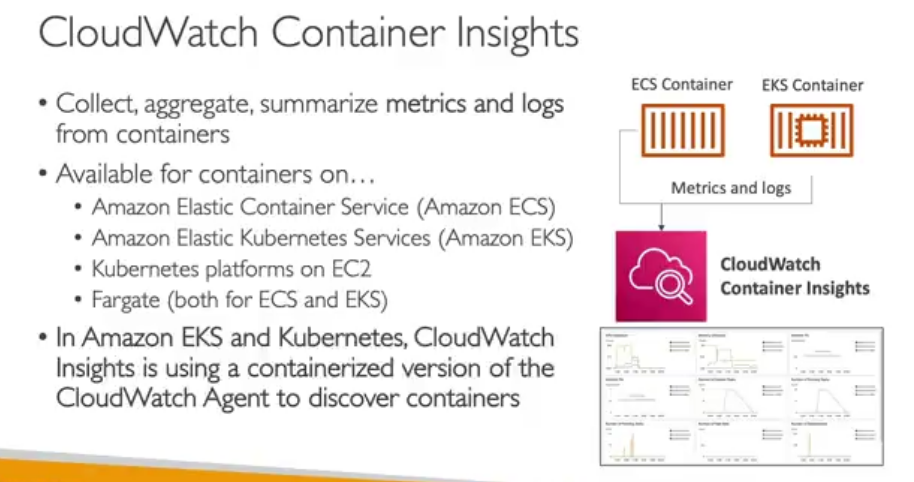 CloudWatch Container Insights
• Collect, aggregate, summarize metrics and logs
from containers
• Available for containers on…
• Amazon Elastic Container Service (Amazon ECS)
• Amazon Elastic Kubernetes Services (Amazon EKS)
• Kubernetes platforms on EC2
• Fargate (both for ECS and EKS)
• In Amazon EKS and Kubernetes, CloudWatch
Insights is using a containerized version of the
CloudWatch Agent to discover containers
ECS Container
EKS Container
Metrics and logs
CloudWatch
Container Insights